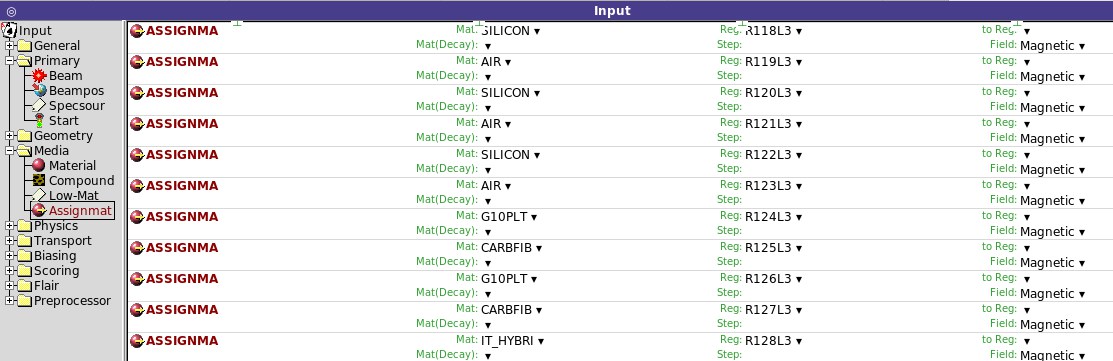 Input
Input
General
Primary
Beam
Beampos
Specsour
Start
Geometry
Media
Material
Compound
Low-Mat
Assignmat
Physics
Transport
Biasing
Scoring
Flair
Preprocessor
ASSIGNMA Mat: SILICON ▼ Reg: R118L3 ▼ to Reg: ▼
Mat(Decay): ▼ Step: Field: Magnetic ▼
ASSIGNMA Mat: AIR ▼ Reg: R119L3 ▼ to Reg: ▼
Mat(Decay): ▼ Step: Field: Magnetic ▼
ASSIGNMA Mat: SILICON ▼ Reg: R120L3 ▼ to Reg: ▼
Mat(Decay): ▼ Step: Field: Magnetic ▼
ASSIGNMA Mat: AIR ▼ Reg: R121L3 ▼ to Reg: ▼
Mat(Decay): ▼ Step: Field: Magnetic ▼
ASSIGNMA Mat: SILICON ▼ Reg: R122L3 ▼ to Reg: ▼
Mat(Decay): ▼ Step: Field: Magnetic ▼
ASSIGNMA Mat: AIR ▼ Reg: R123L3 ▼ to Reg: ▼
Mat(Decay): ▼ Step: Field: Magnetic ▼
ASSIGNMA Mat: G10PLT ▼ Reg: R124L3 ▼ to Reg: ▼
Mat(Decay): ▼ Step: Field: Magnetic ▼
ASSIGNMA Mat: CARBFIB ▼ Reg: R125L3 ▼ to Reg: ▼
Mat(Decay): ▼ Step: Field: Magnetic ▼
ASSIGNMA Mat: G10PLT ▼ Reg: R126L3 ▼ to Reg: ▼
Mat(Decay): ▼ Step: Field: Magnetic ▼
ASSIGNMA Mat: CARBFIB ▼ Reg: R127L3 ▼ to Reg: ▼
Mat(Decay): ▼ Step: Field: Magnetic ▼
ASSIGNMA Mat: IT_HYBRI ▼ Reg: R128L3 ▼ to Reg: ▼
Mat(Decay): ▼ Step: Field: Magnetic ▼